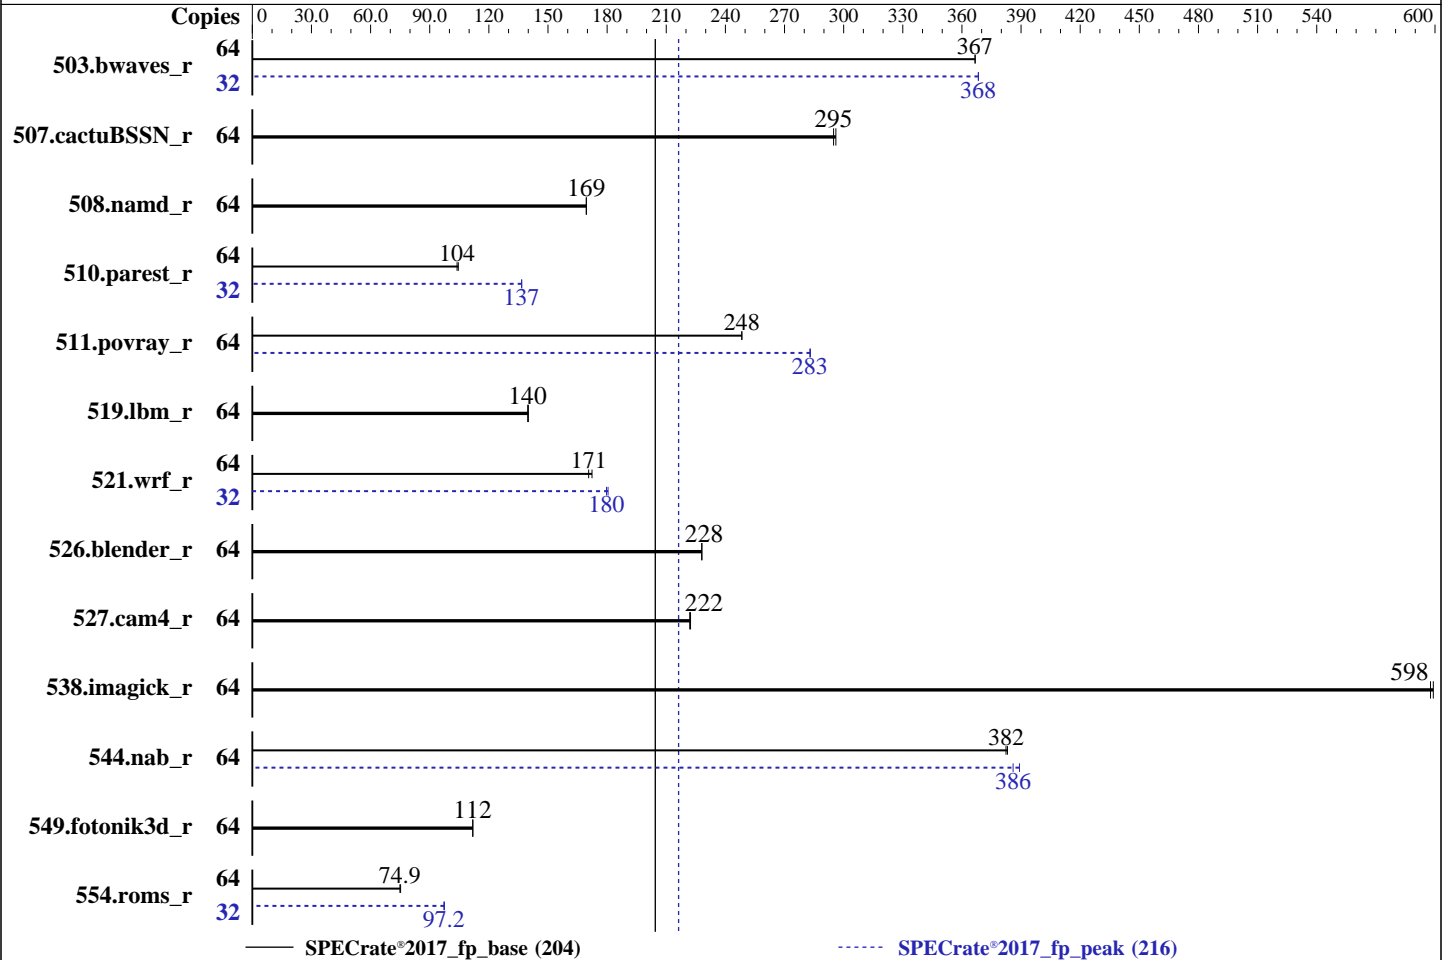 Copies 0 30.0 60.0 90.0 120 150 180 210 240 270 300 330 360 390 420 450 480 510 540 600
503.bwaves_r 64 367
32 368
507.cactuBSSN_r 64 295
508.namd_r 64 169
510.parest_r 64 104
32 137
511.povray_r 64 248
283
519.lbm_r 64 140
521.wrf_r 64 171
32 180
526.blender_r 64 228
527.cam4_r 64 222
538.imagick_r 64 598
544.nab_r 64 382
386
549.fotonik3d_r 64 112
554.roms_r 64 74.9
32 97.2
SPECrate®2017_fp_base (204) SPECrate®2017_fp_peak (216)